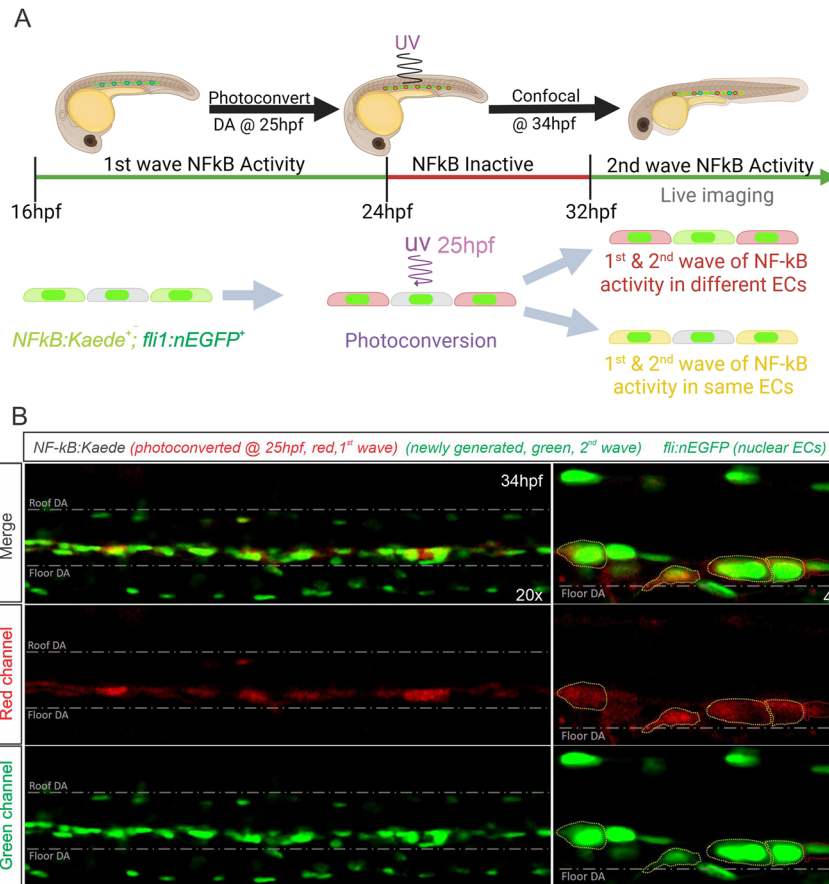 A
UV
Photoconvert
DA @ 25hpf
Confocal
@ 34hpf
1st wave NFkB Activity
NFkB Inactive
2nd wave NFkB Activity
Live imaging
16hpf
24hpf
32hpf
uv 25hpf
NFkB:Kaede+; fli1:nEGFP+
Photoconversion
1st & 2nd wave of NF-kB
activity in different ECs
1st & 2nd wave of NF-kB
activity in same ECs
B
NF-kB:Kaede (photoconverted @ 25hpf, red,1st wave) (newly generated, green, 2nd wave) fli:nEGFP (nuclear ECs)
Merge
34hpf
Roof DA
Floor DA
20x
Floor DA
4
Red channel
Roof DA
Floor DA
Floor DA
Green channel
Roof DA
Floor DA
Floor DA